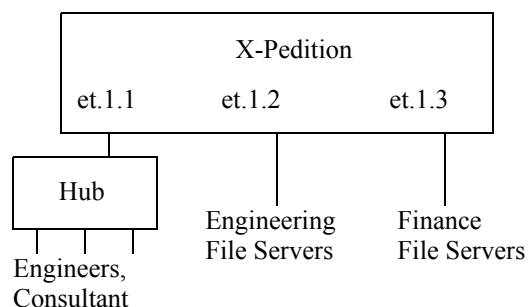 X-Pedition
et.1.1 et.1.2 et.1.3
Hub
Engineering
File Servers
Finance
File Servers
Engineers,
Consultant